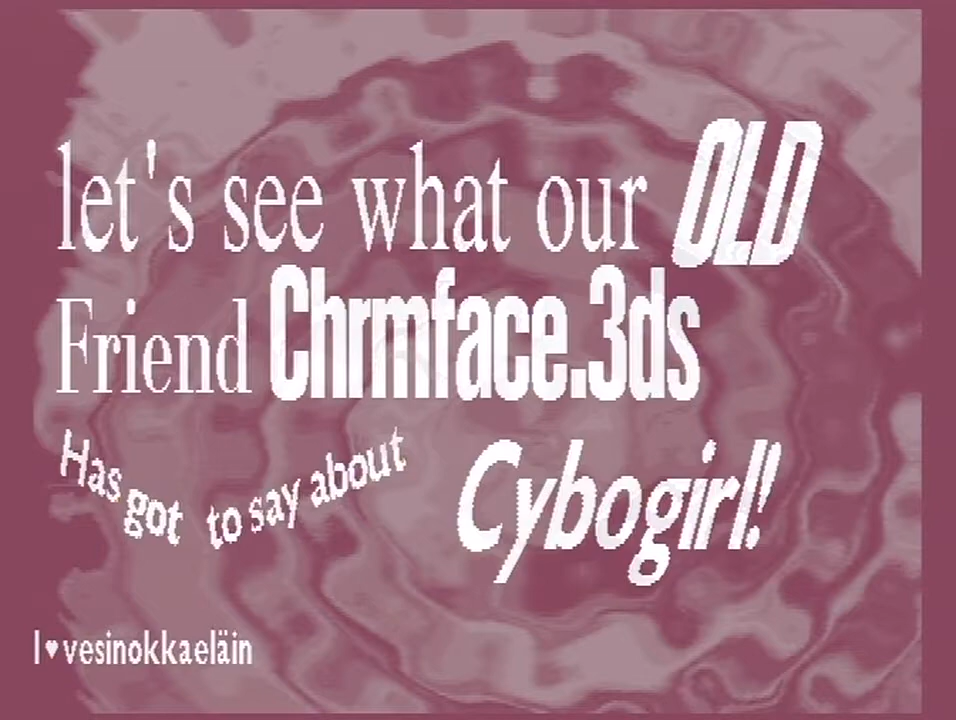 let's see what our OLD
Friend Chrmface.3ds
Has got to say about Cybogirl!
I♥vesinokkaeläin